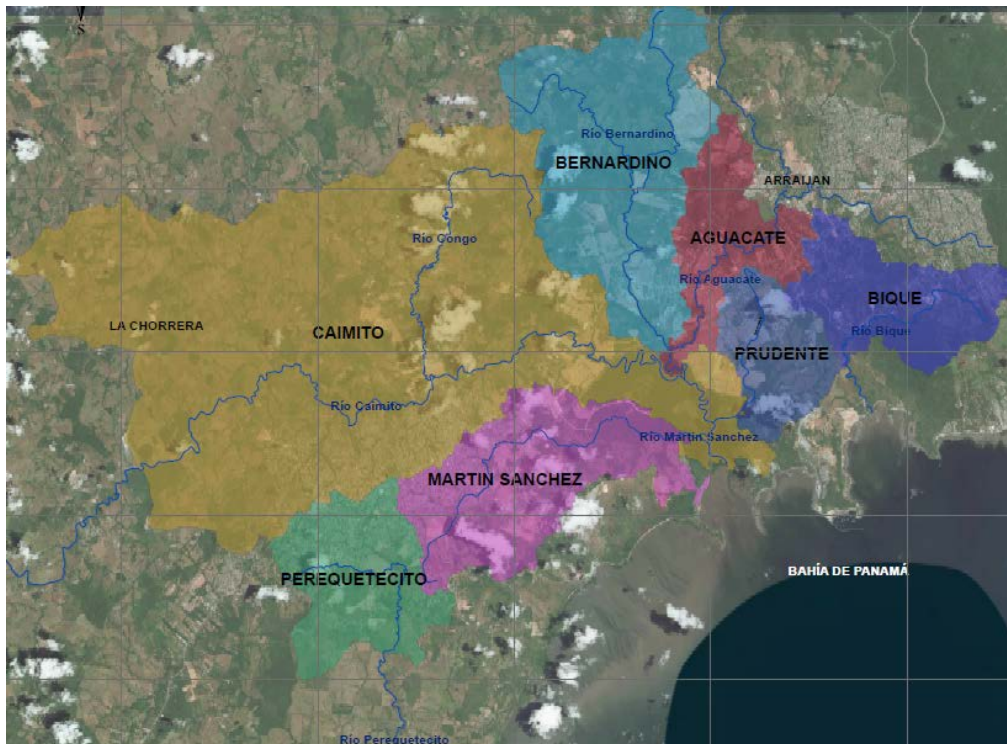 S
Río Bernardino
BERNARDINO
ARRAIJAN
Río Congo
AGUACATE
Río Aguacate
BIQUE
LA CHORRERA
CAIMITO
Río Bique
PRUDENTE
Río Caimito
Río Martín Sanchez
MARTIN SANCHEZ
PEREQUETECITO
BAHÍA DE PANAMÁ
Río Perequetecito